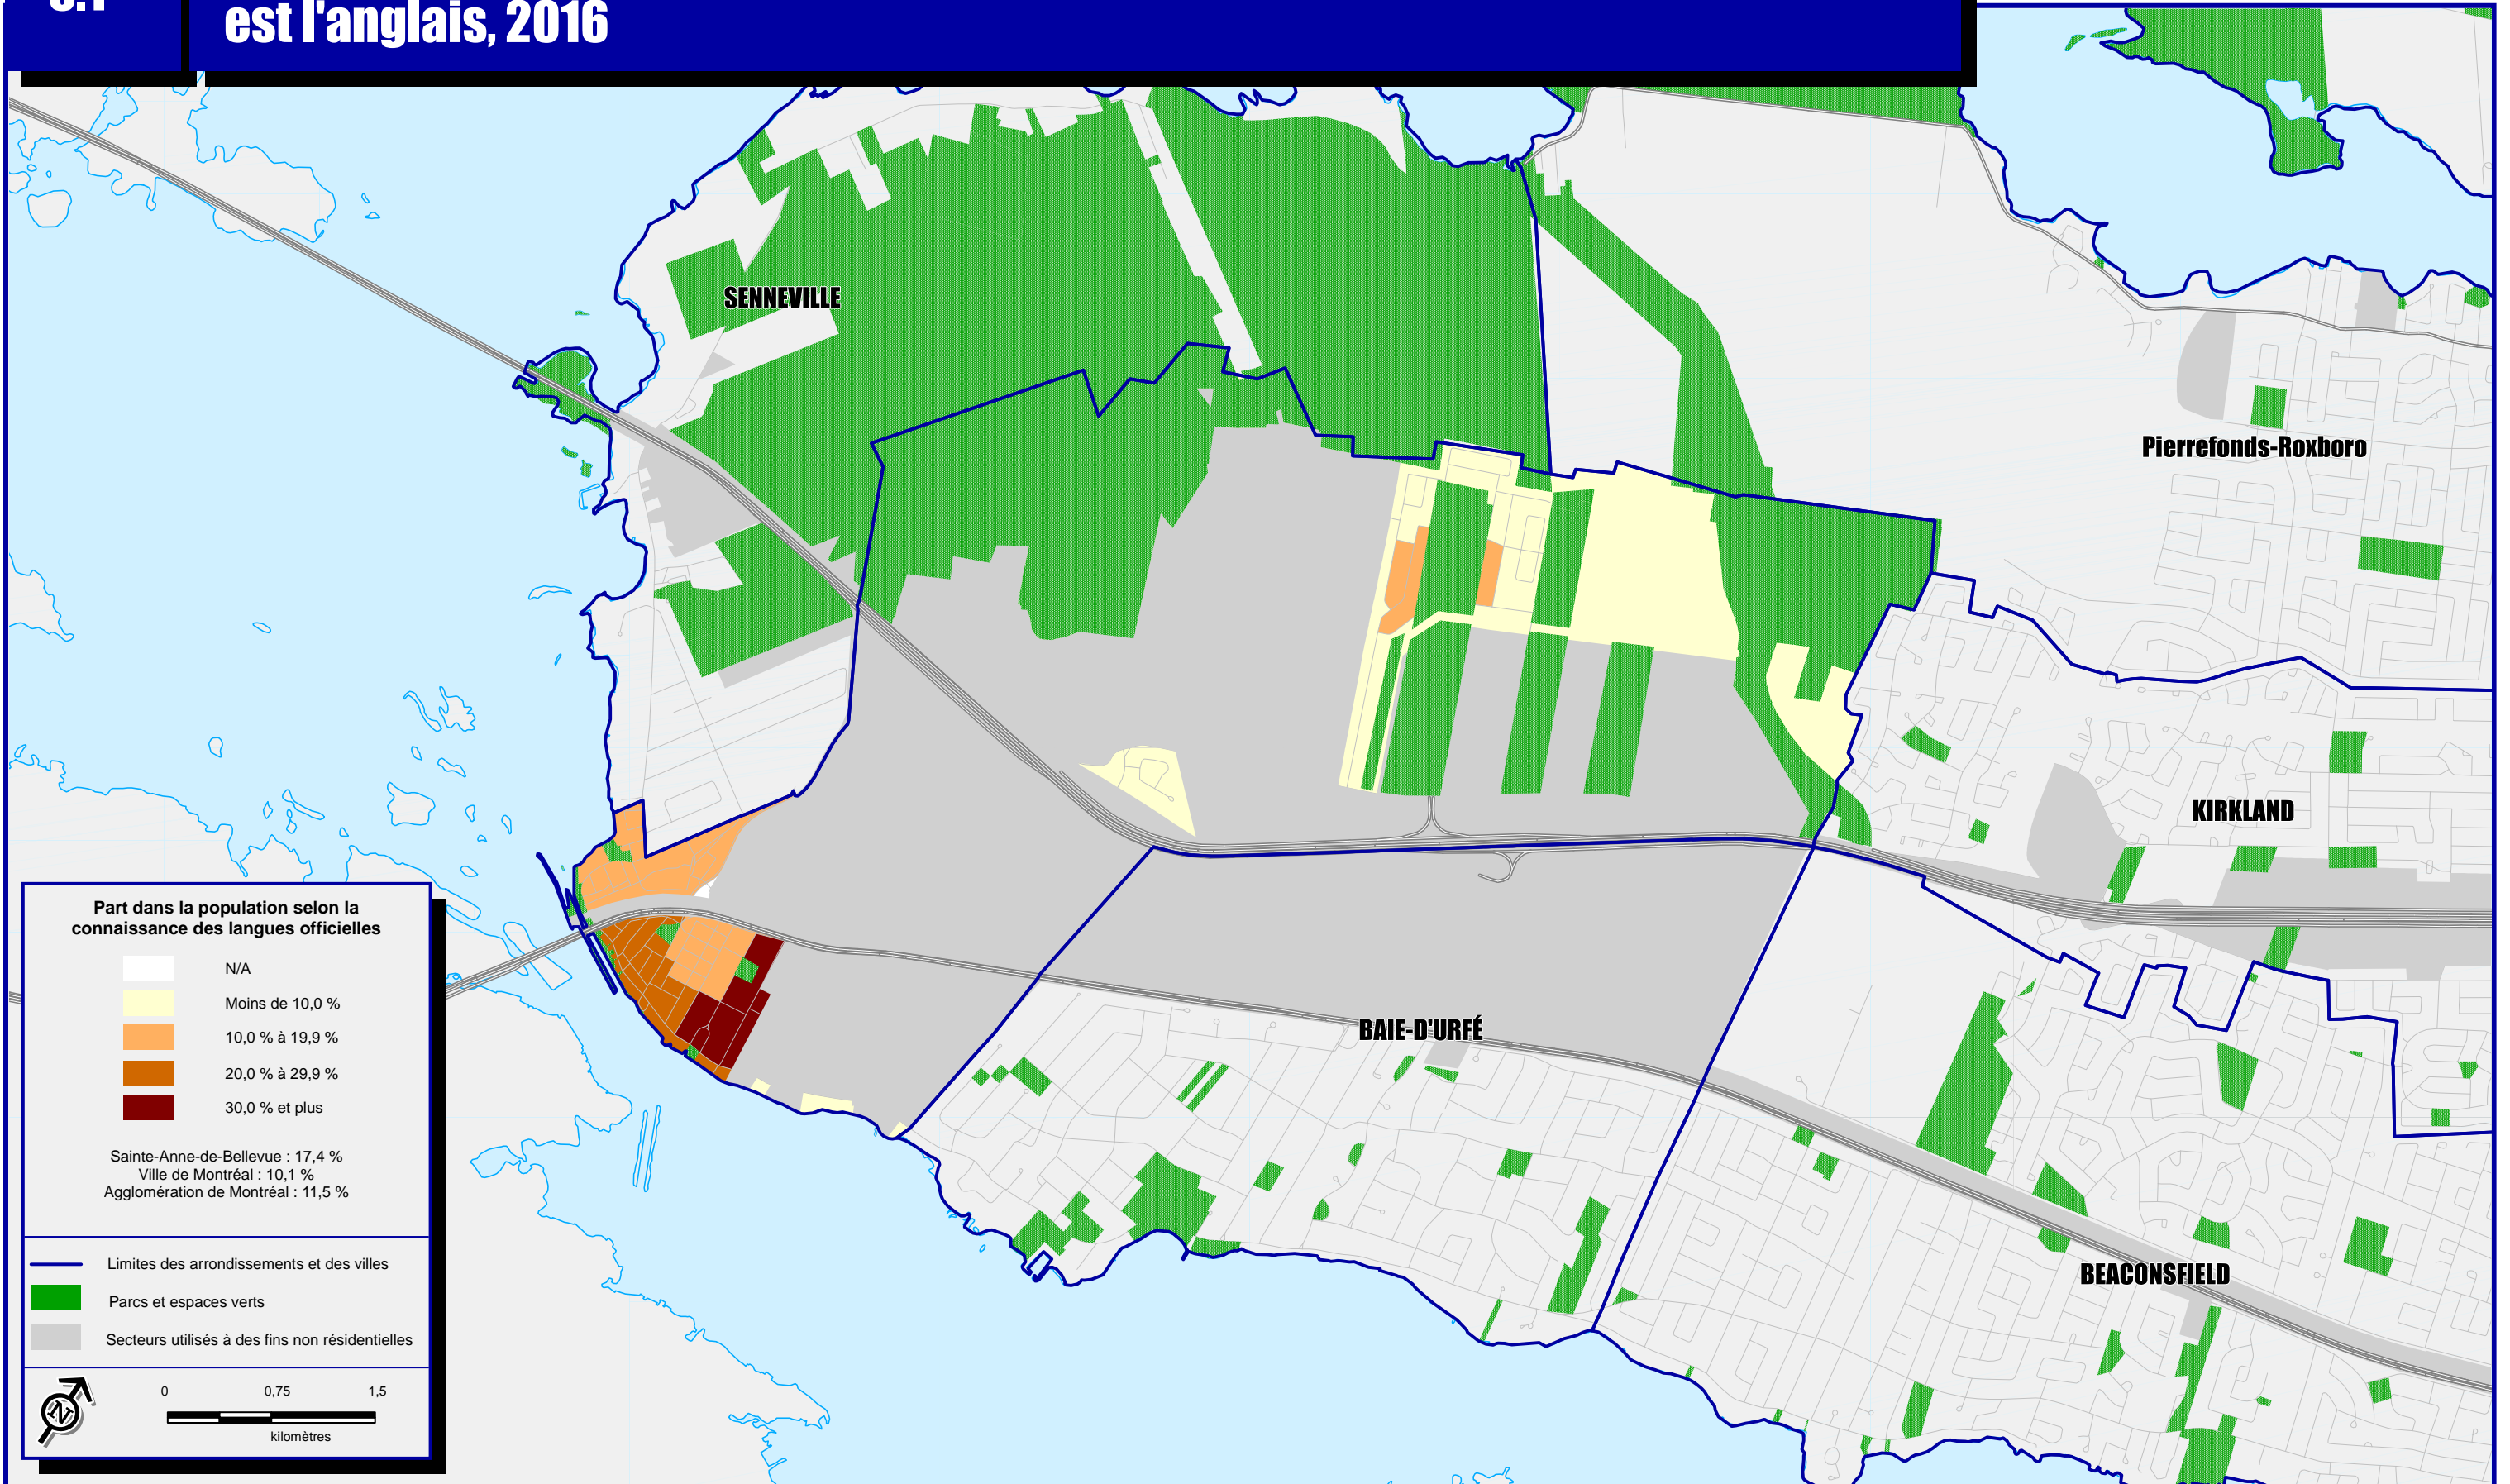 est l'anglais, 2016
SENNEVILLE
Pierrefonds-Roxboro
KIRKLAND
BAIE-D'URFÉ
BEACONSFIELD
Part dans la population selon la
connaissance des langues officielles
N/A
Moins de 10,0 %
10,0 % à 19,9 %
20,0 % à 29,9 %
30,0 % et plus
Sainte-Anne-de-Bellevue : 17,4 %
Ville de Montréal : 10,1 %
Agglomération de Montréal : 11,5 %
Limites des arrondissements et des villes
Parcs et espaces verts
Secteurs utilisés à des fins non résidentielles
N
0 0,75 1,5
kilomètres